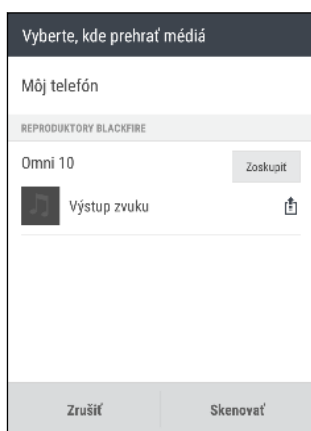 Vyberte, kde prehrať médiá
Môj telefón
REPRODUKTORY BLACKFIRE
Omni 10
Zoskupiť
Výstup zvuku
Zrušiť
Skenovať